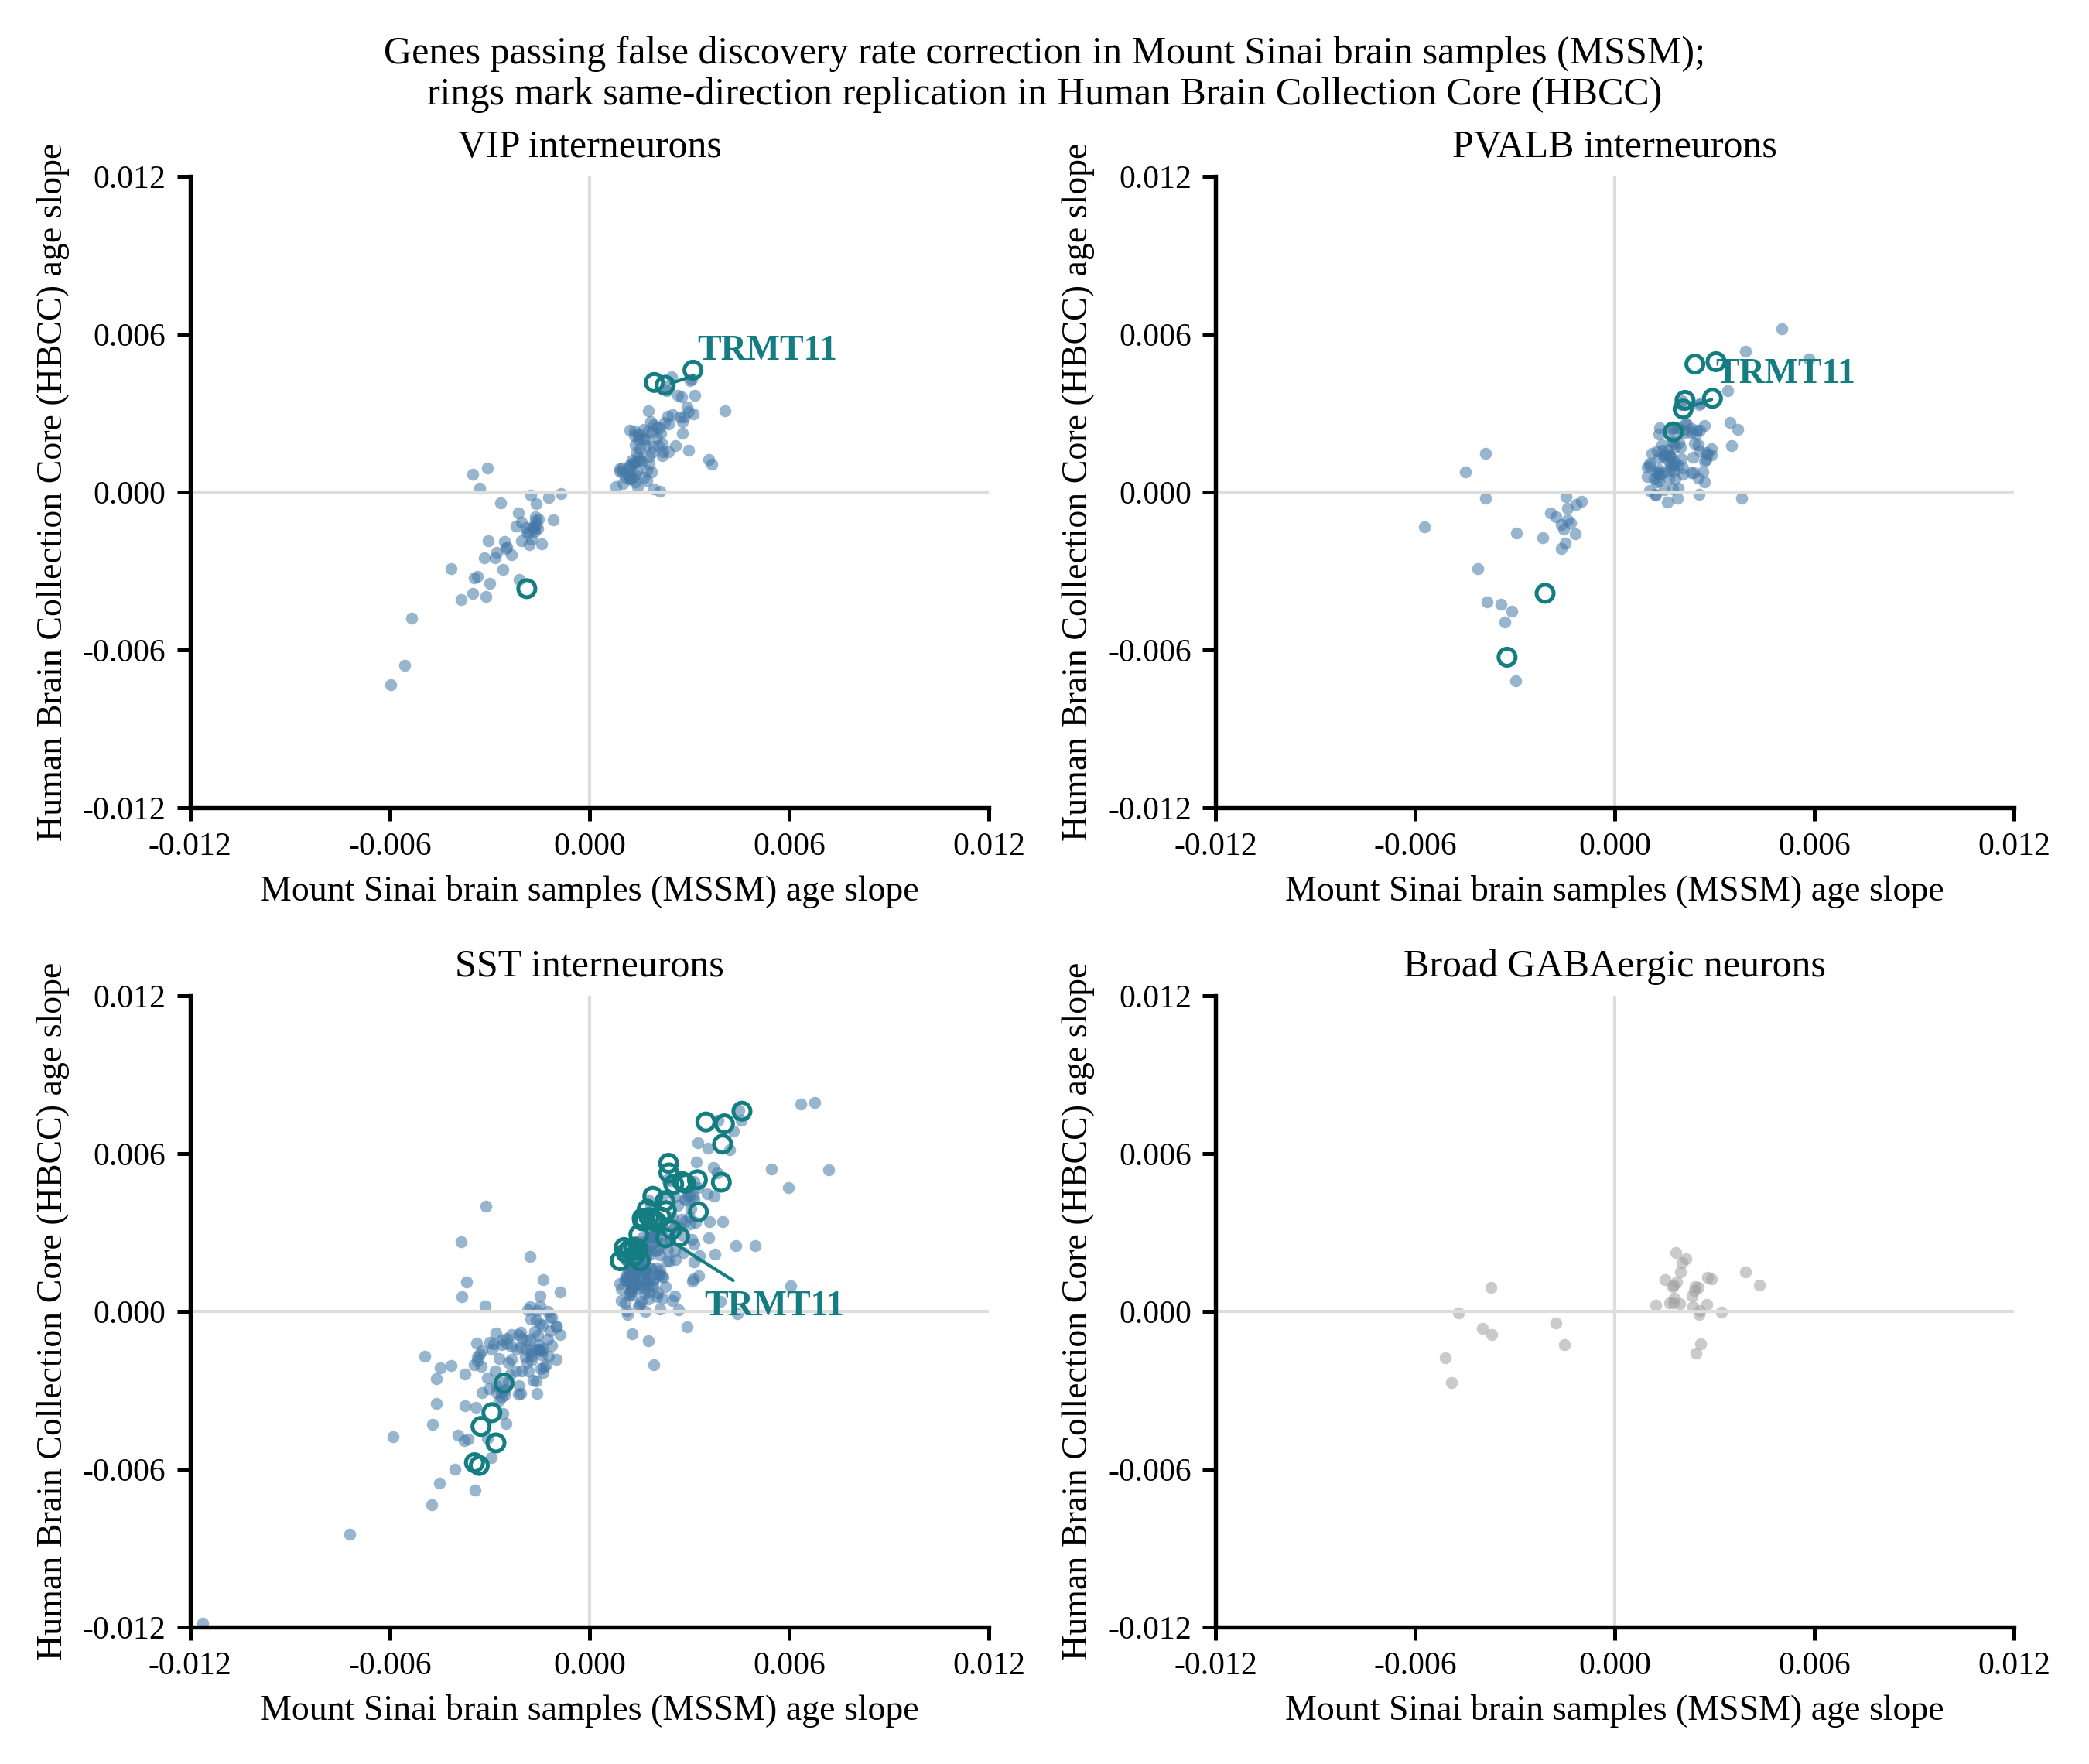 Genes passing false discovery rate correction in Mount Sinai brain samples (MSSM);
rings mark same-direction replication in Human Brain Collection Core (HBCC)
VIP interneurons
Human Brain Collection Core (HBCC) age slope
0.012
0.006
0.000
-0.006
-0.012
TRMT11
-0.012 -0.006 0.000 0.006 0.012
Mount Sinai brain samples (MSSM) age slope
PVALB interneurons
Human Brain Collection Core (HBCC) age slope
0.012
0.006
0.000
-0.006
-0.012
TRMT11
-0.012 -0.006 0.000 0.006 0.012
Mount Sinai brain samples (MSSM) age slope
SST interneurons
Human Brain Collection Core (HBCC) age slope
0.012
0.006
0.000
-0.006
-0.012
TRMT11
-0.012 -0.006 0.000 0.006 0.012
Mount Sinai brain samples (MSSM) age slope
Broad GABAergic neurons
Human Brain Collection Core (HBCC) age slope
0.012
0.006
0.000
-0.006
-0.012
-0.012 -0.006 0.000 0.006 0.012
Mount Sinai brain samples (MSSM) age slope